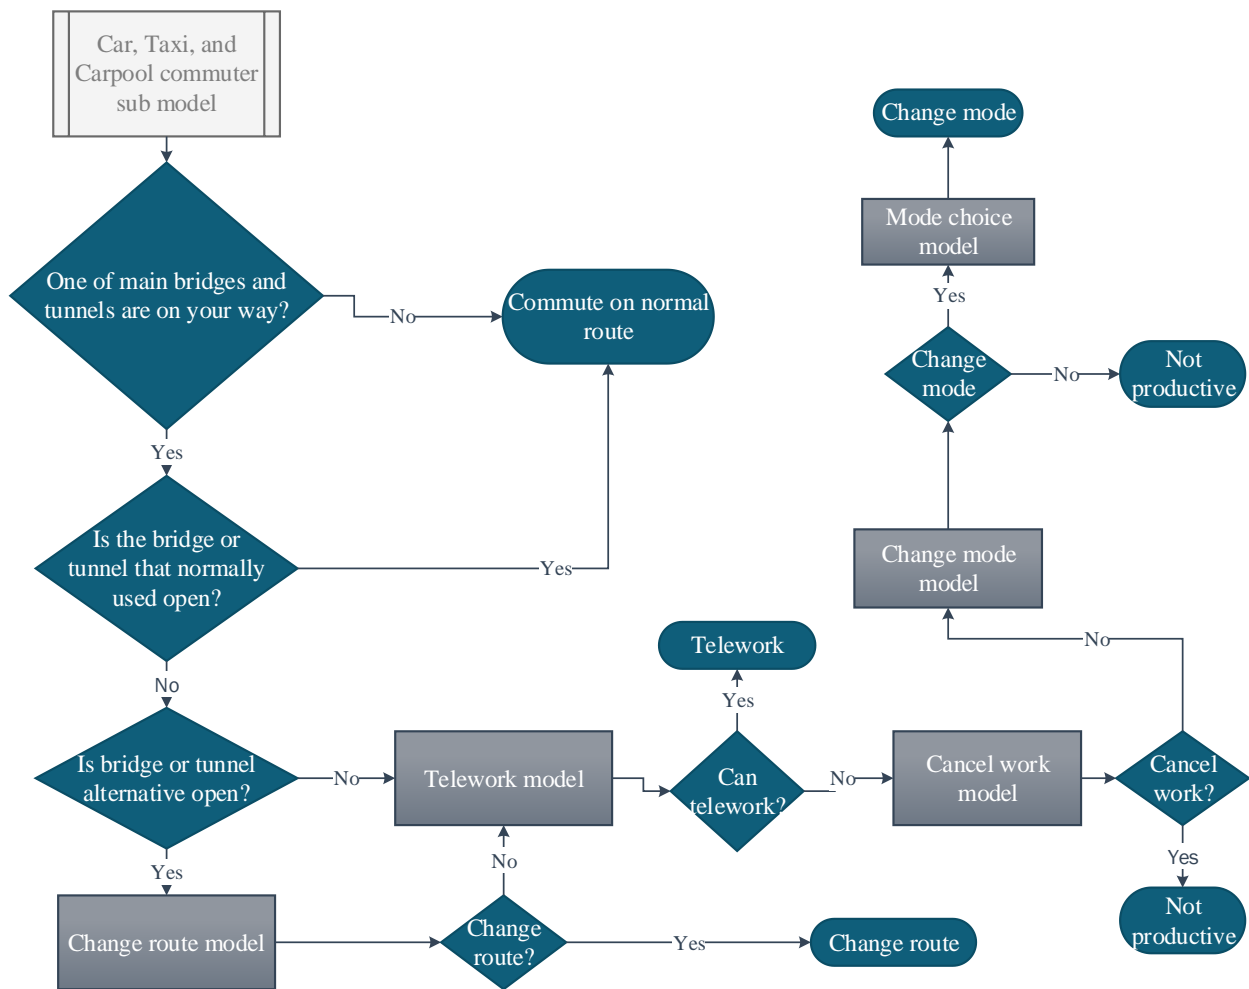 Car, Taxi, and
Carpool commuter
sub model
One of main bridges and
tunnels are on your way?
No
Commute on normal
route
Yes
Is the bridge or
tunnel that normally
used open?
Yes
No
Is bridge or tunnel
alternative open?
No
Telework model
Yes
Change route model
Change
route?
No
Yes
Change route
Can
telework?
Yes
Telework
No
Cancel work
model
Cancel
work?
Yes
Not
productive
No
Change mode
model
Change
mode
No
Not
productive
Yes
Mode choice
model
Change mode